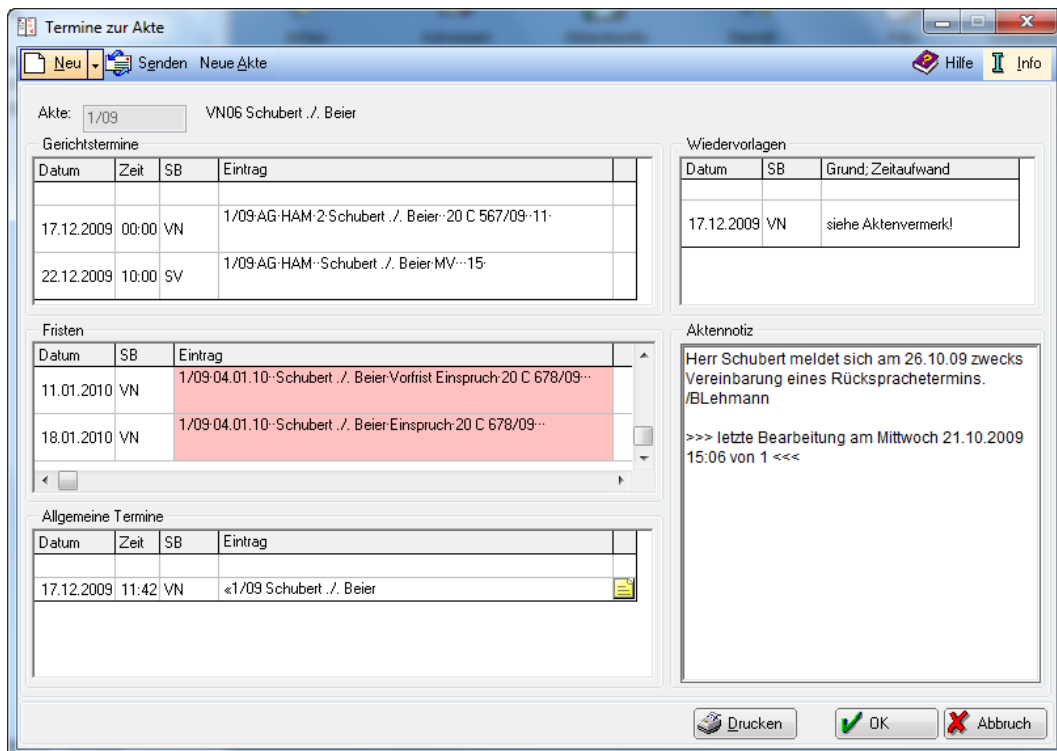 Termine zur Akte
Neu Senden Neue Akte Hilfe Info
Akte: 1/09 VN06 Schubert ./. Beier
Gerichtstermine
Datum Zeit SB Eintrag
17.12.2009 00:00 VN 1/09·AG·HAM·2·Schubert ./. Beier··20 C 567/09··11·
22.12.2009 10:00 SV 1/09·AG·HAM··Schubert ./. Beier·MV···15·
Wiedervorlagen
Datum SB Grund; Zeitaufwand
17.12.2009 VN siehe Aktenvermerk!
Fristen
Datum SB Eintrag
11.01.2010 VN 1/09·04.01.10··Schubert ./. Beier·Vorfrist Einspruch·20 C 678/09···
18.01.2010 VN 1/09·04.01.10··Schubert ./. Beier·Einspruch·20 C 678/09···
Aktennotiz
Herr Schubert meldet sich am 26.10.09 zwecks
Vereinbarung eines Rücksprachetermins.
/BLehmann
>>> letzte Bearbeitung am Mittwoch 21.10.2009
15:06 von 1 <<<
Allgemeine Termine
Datum Zeit SB Eintrag
17.12.2009 11:42 VN «1/09 Schubert ./. Beier
Drucken OK Abbruch